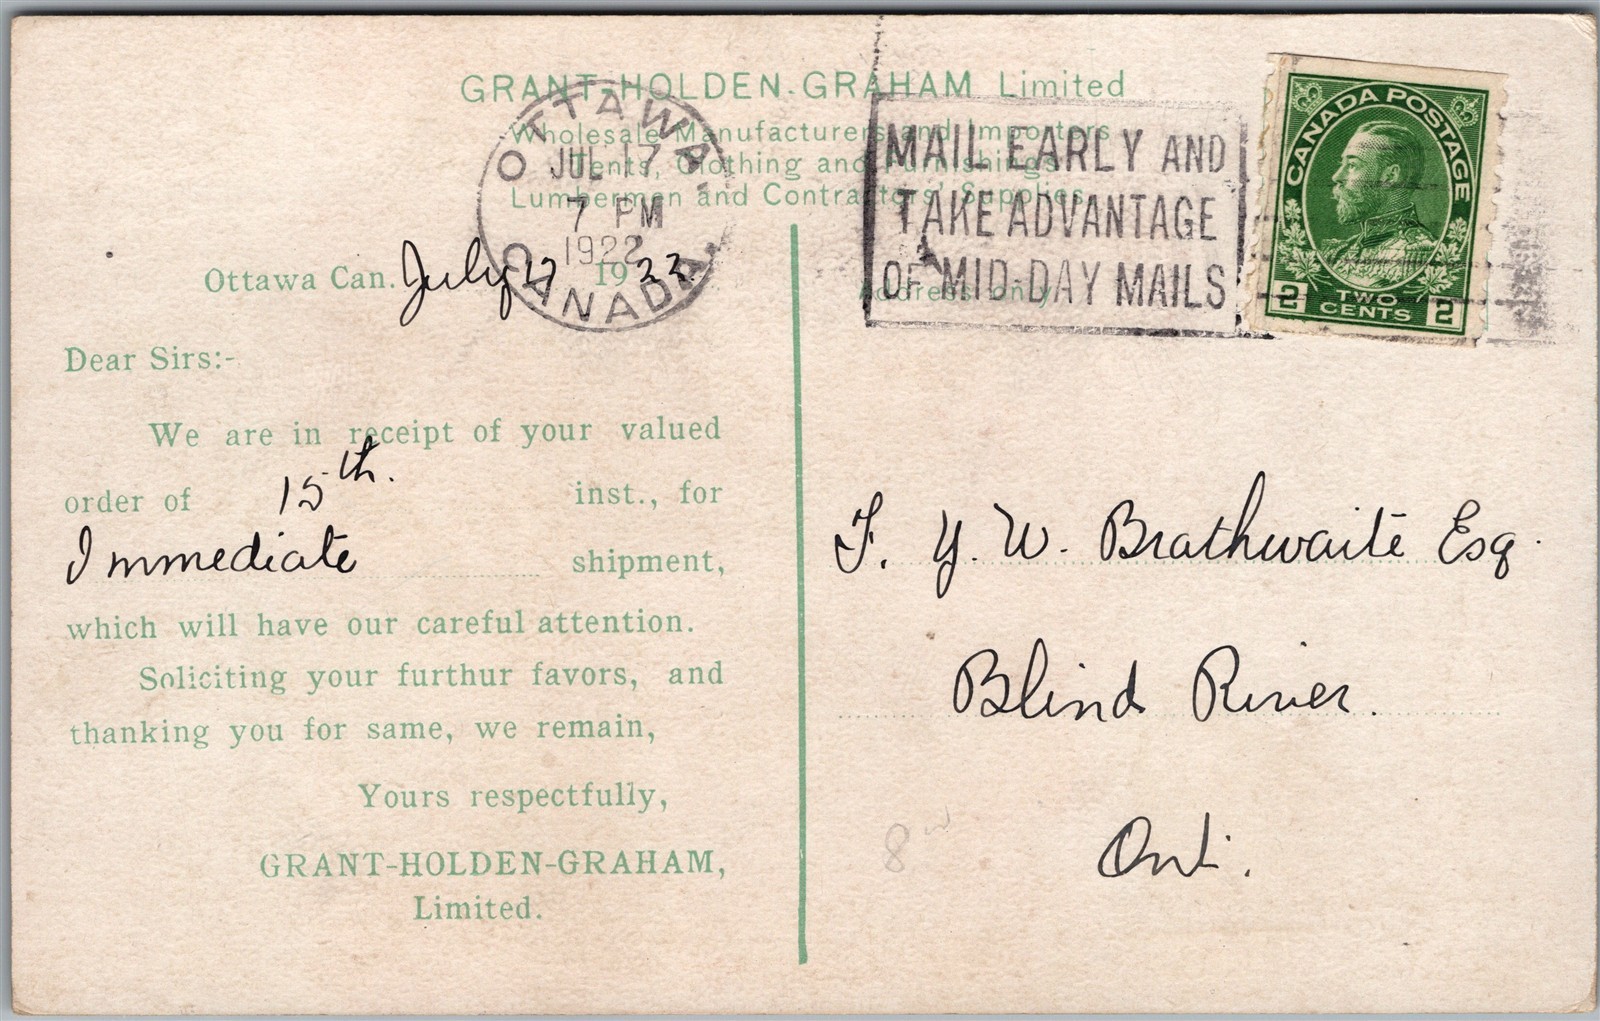 GRANT-HOLDEN-GRAHAM Limited
Wholesale Manufacturers and Importers
Tents, Clothing and Furnishings
Lumbermen and Contractors' Supplies
OTTAWA
JUL 17
7 PM
1922
CANADA
MAIL EARLY AND
TAKE ADVANTAGE
OF MID-DAY MAILS
CANADA POSTAGE
2 TWO CENTS 2
Ottawa Can. July 17 1922
Address only
Dear Sirs:-
We are in receipt of your valued
order of 15th. inst., for
Immediate shipment,
which will have our careful attention.
Soliciting your furthur favors, and
thanking you for same, we remain,
Yours respectfully,
GRANT-HOLDEN-GRAHAM,
Limited.
F. Y. W. Brathwaite Esq.
Blind River.
Ont.